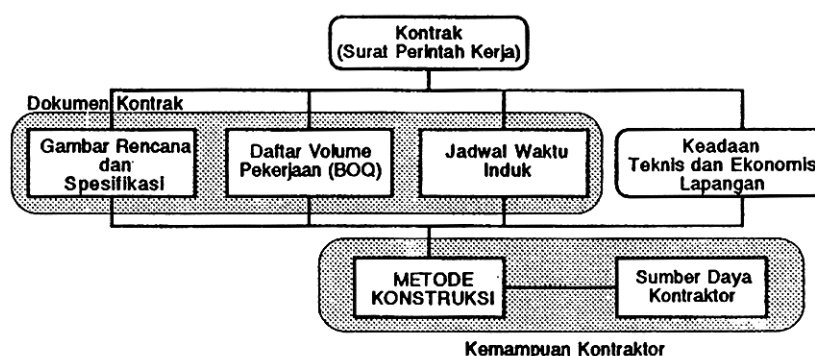 Kontrak
(Surat Perintah Kerja)
Dokumen Kontrak
Gambar Rencana
dan
Spesifikasi
Daftar Volume
Pekerjaan (BOQ)
Jadwal Waktu
Induk
Keadaan
Teknis dan Ekonomis
Lapangan
METODE
KONSTRUKSI
Sumber Daya
Kontraktor
Kemampuan Kontraktor